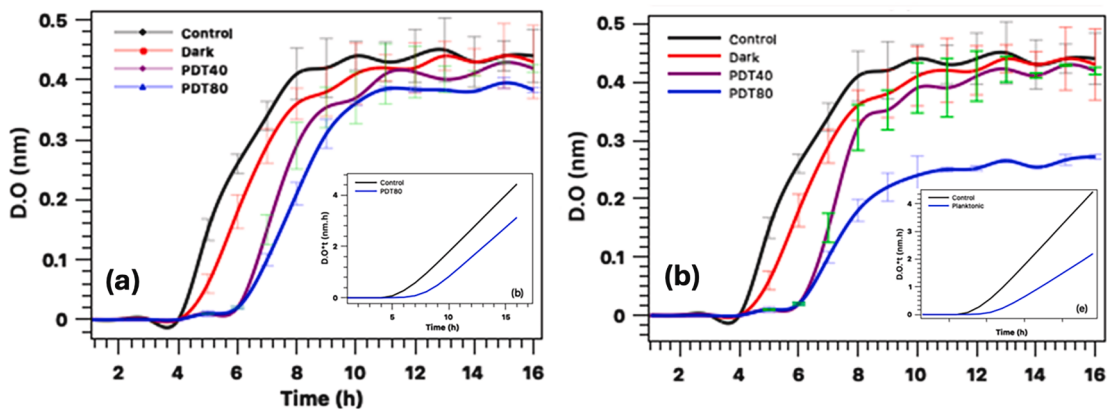 0.5
0.4
0.3
0.2
0.1
0
D.O (nm)
Control
Dark
PDT40
PDT80
(a)
Control
PDT80
D.O*t (nm.h)
4
2
0
5
10
15
Time (h)
(b)
2
4
6
8
10
12
14
16
Time (h)
0.5
0.4
0.3
0.2
0.1
0
D.O (nm)
Control
Dark
PDT40
PDT80
(b)
Control
Planktonic
D.O.*t (nm.h)
4
3
2
1
0
Time (h)
(e)
2
4
6
8
10
12
14
16